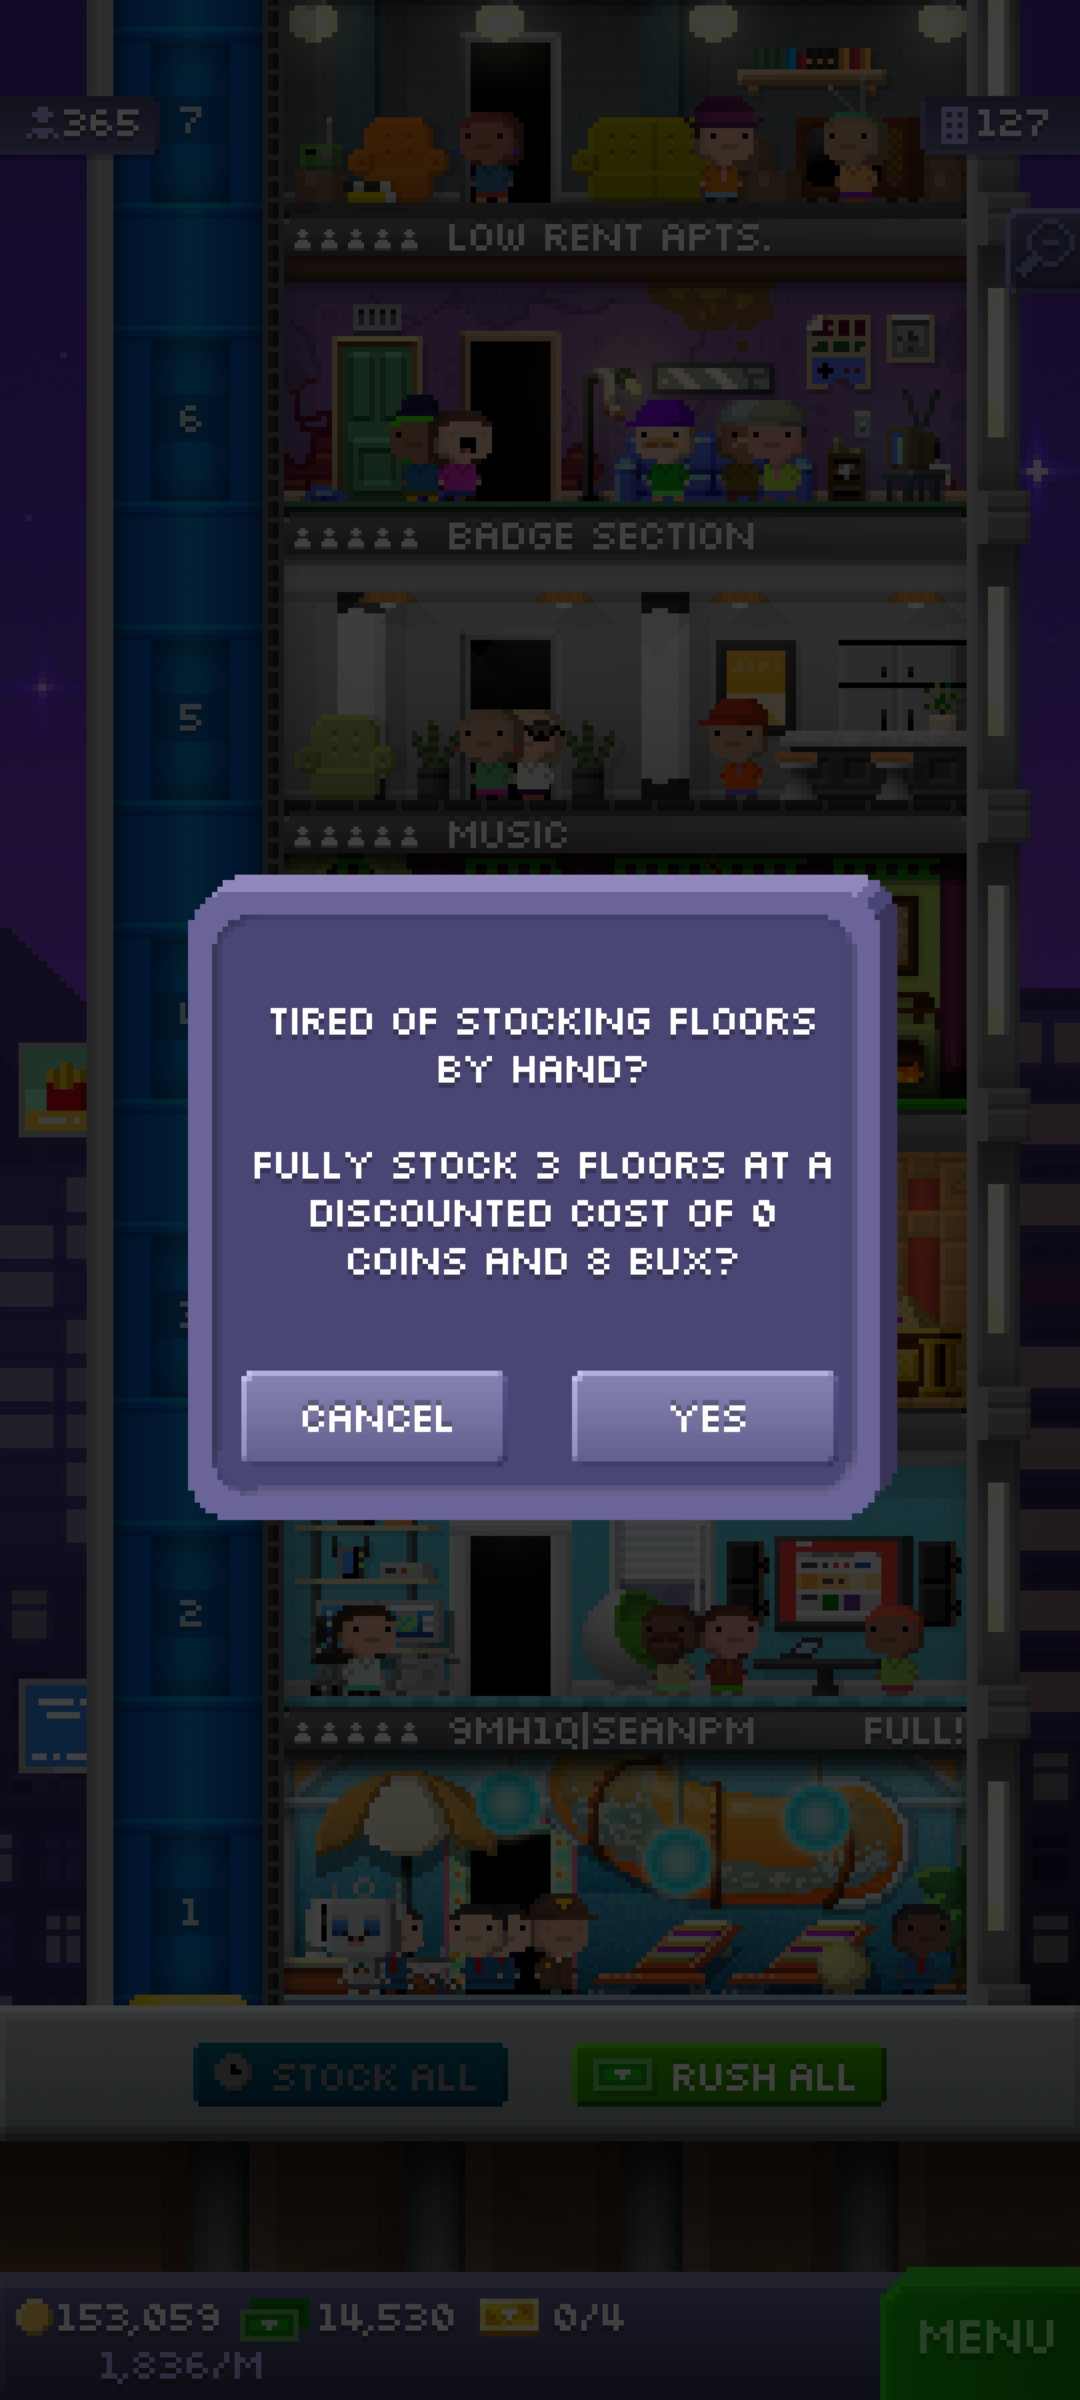 365
7
127
LOW RENT APTS.
6
BADGE SECTION
5
MUSIC
TIRED OF STOCKING FLOORS
BY HAND?
FULLY STOCK 3 FLOORS AT A
DISCOUNTED COST OF 0
COINS AND 8 BUX?
CANCEL
YES
2
9MH1Q|SEANPM
FULL!
1
STOCK ALL
RUSH ALL
153,059
14,530
0/4
1,836/M
MENU